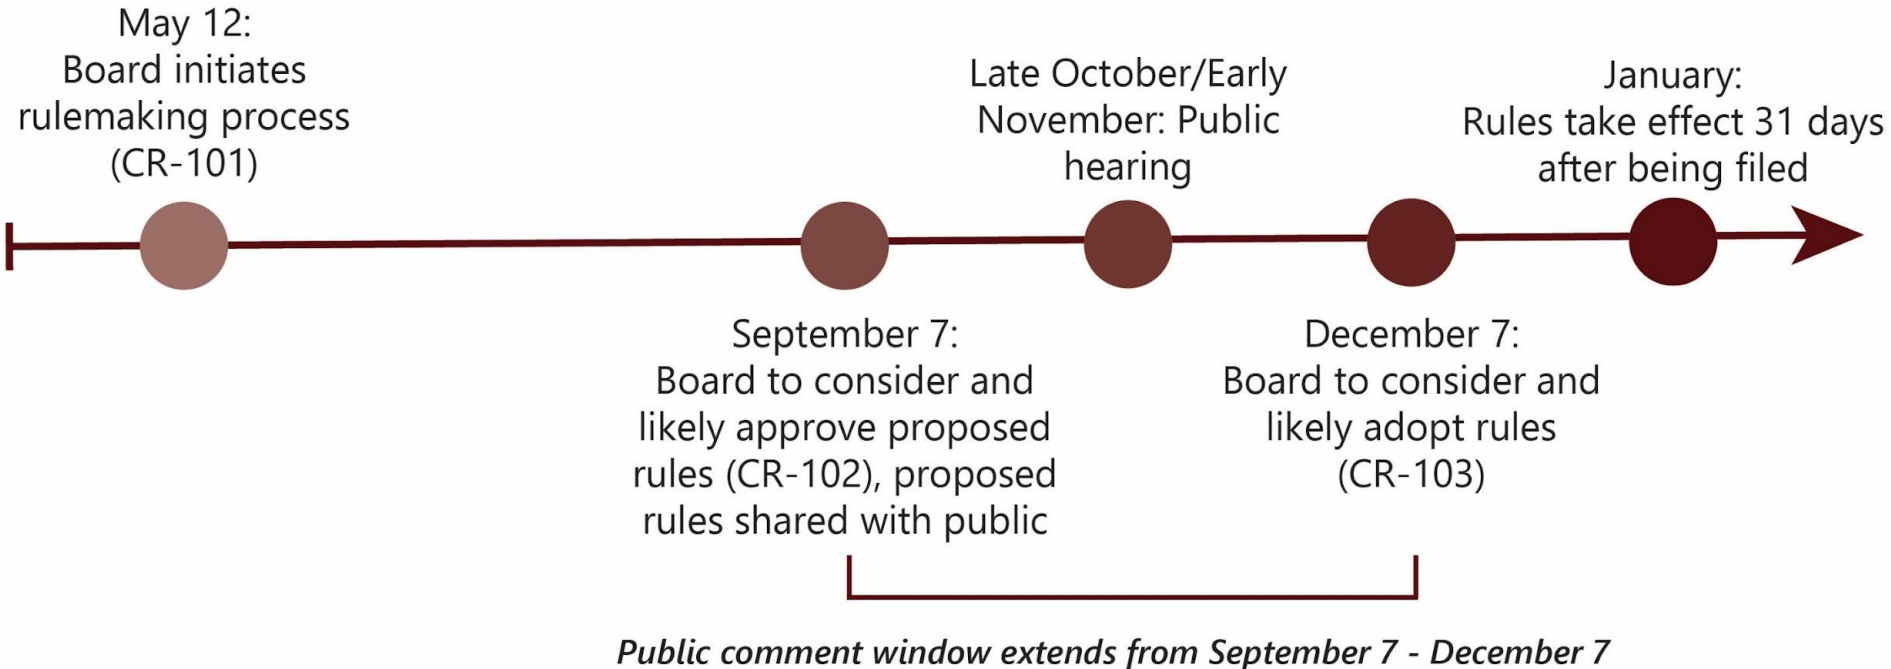 May 12:
Board initiates
rulemaking process
(CR-101)
September 7:
Board to consider and
likely approve proposed
rules (CR-102), proposed
rules shared with public
Late October/Early
November: Public
hearing
December 7:
Board to consider and
likely adopt rules
(CR-103)
January:
Rules take effect 31 days
after being filed
Public comment window extends from September 7 - December 7